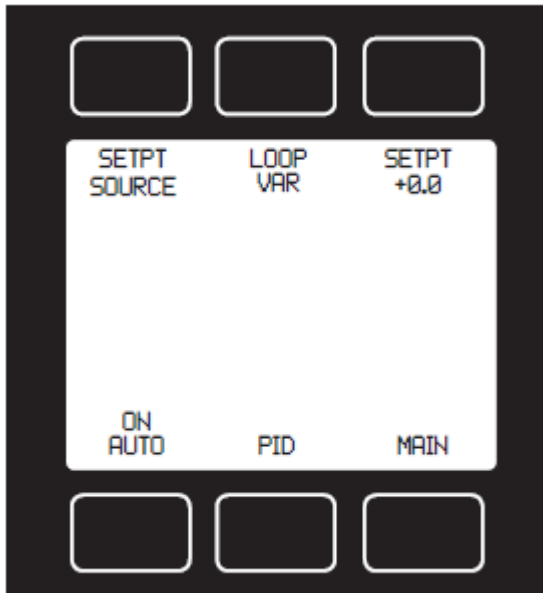 SETPT
SOURCE
LOOP
VAR
SETPT
+0.0
ON
AUTO
PID
MAIN